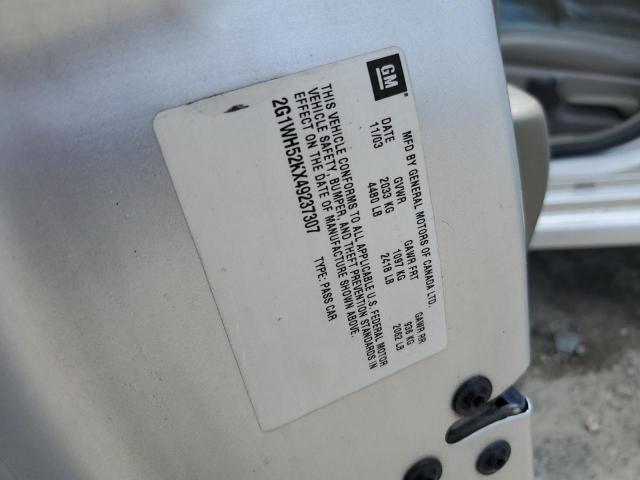 GM
MFD BY GENERAL MOTORS OF CANADA LTD.
DATE GVWR GAWR FRT GAWR RR
11/03 2033 KG 1097 KG 936 KG
4480 LB 2418 LB 2062 LB
THIS VEHICLE CONFORMS TO ALL APPLICABLE U.S. FEDERAL MOTOR
VEHICLE SAFETY, BUMPER, AND THEFT PREVENTION STANDARDS IN
EFFECT ON THE DATE OF MANUFACTURE SHOWN ABOVE.
2G1WH52KX49237307 TYPE: PASS CAR